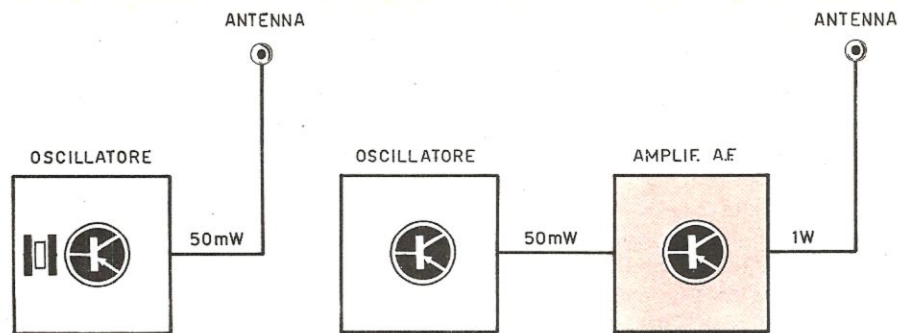 ANTENNA
ANTENNA
OSCILLATORE
OSCILLATORE
AMPLIF. A.F.
50mW
50mW
1W